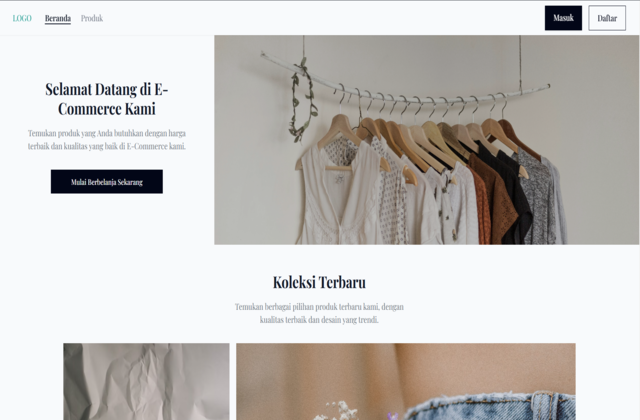 LOGO
Beranda
Produk
Masuk
Daftar
Selamat Datang di E-
Commerce Kami
Temukan produk yang Anda butuhkan dengan harga
terbaik dan kualitas yang baik di E-Commerce kami.
Mulai Berbelanja Sekarang
Koleksi Terbaru
Temukan berbagai pilihan produk terbaru kami, dengan
kualitas terbaik dan desain yang trendi.